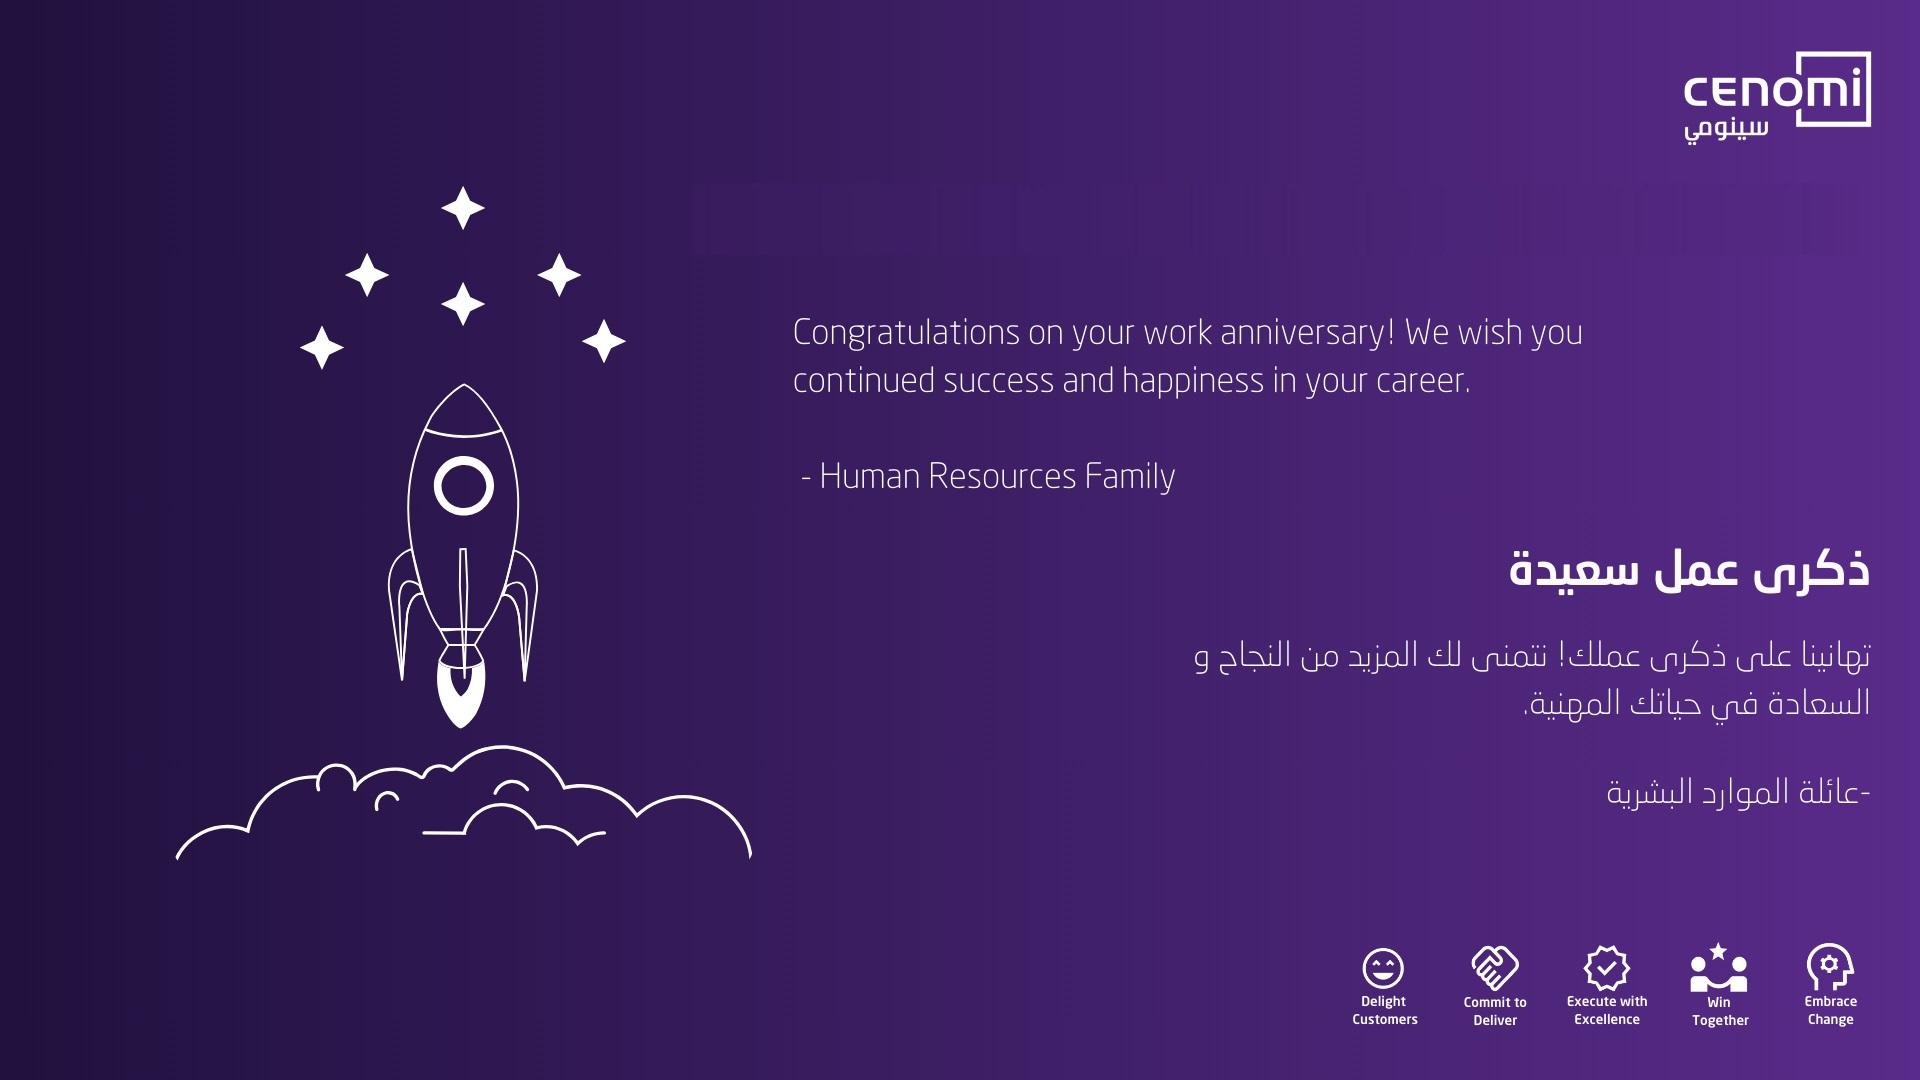 cenomi
سينومي
Congratulations on your work anniversary! We wish you
continued success and happiness in your career.
- Human Resources Family
ذكرى عمل سعيدة
تهانينا على ذكرى عملك! نتمنى لك المزيد من النجاح و
السعادة في حياتك المهنية.
-عائلة الموارد البشرية
Delight
Customers
Commit to
Deliver
Execute with
Excellence
Win
Together
Embrace
Change